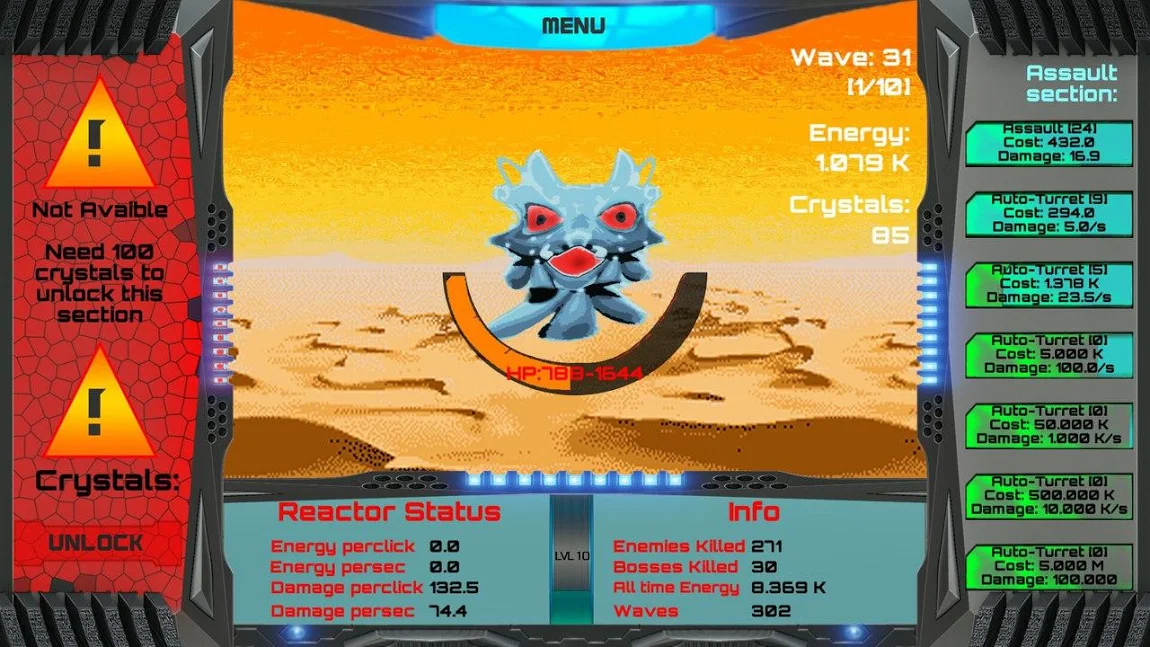 MENU
Wave: 31
[1/10]
Energy:
1.079 K
Crystals:
85
Not Avaible
Need 100
crystals to
unlock this
section
Crystals:
UNLOCK
HP:783-1644
Assault
section:
Assault [24]
Cost: 432.0
Damage: 16.9
Auto-Turret [9]
Cost: 294.0
Damage: 5.0/s
Auto-Turret [5]
Cost: 1.378 K
Damage: 23.5/s
Auto-Turret [0]
Cost: 5.000 K
Damage: 100.0/s
Auto-Turret [0]
Cost: 50.000 K
Damage: 1.000 K/s
Auto-Turret [0]
Cost: 500.000 K
Damage: 10.000 K/s
Auto-Turret [0]
Cost: 5.000 M
Damage: 100.000
Reactor Status
Energy perclick 0.0
Energy persec 0.0
Damage perclick 132.5
Damage persec 74.4
LVL 10
Info
Enemies Killed 271
Bosses Killed 30
All time Energy 8.369 K
Waves 302